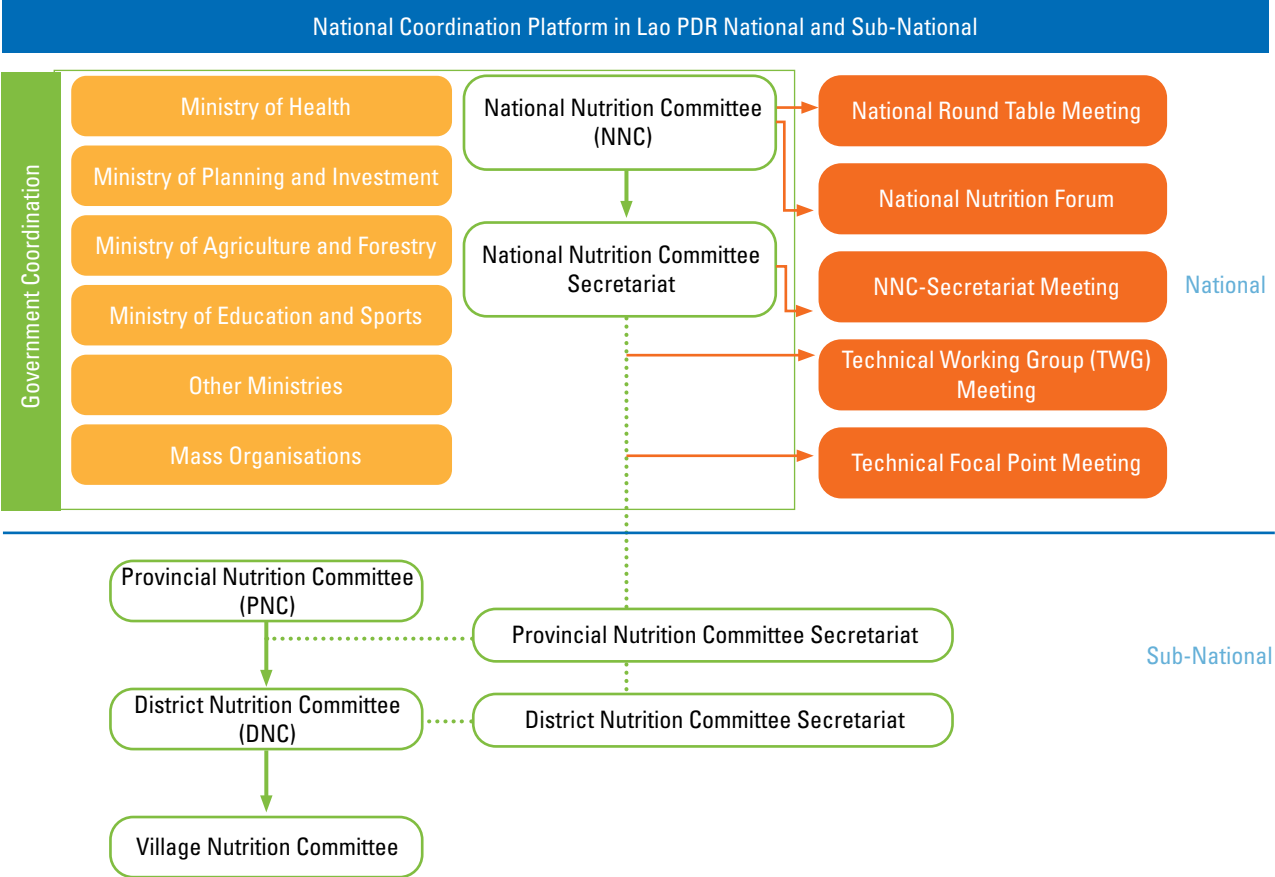 National Coordination Platform in Lao PDR National and Sub-National
Government Coordination
Ministry of Health
Ministry of Planning and Investment
Ministry of Agriculture and Forestry
Ministry of Education and Sports
Other Ministries
Mass Organisations
National Nutrition Committee
(NNC)
National Nutrition Committee
Secretariat
National Round Table Meeting
National Nutrition Forum
NNC-Secretariat Meeting
Technical Working Group (TWG)
Meeting
Technical Focal Point Meeting
National
Provincial Nutrition Committee
(PNC)
Provincial Nutrition Committee Secretariat
District Nutrition Committee
(DNC)
District Nutrition Committee Secretariat
Village Nutrition Committee
Sub-National